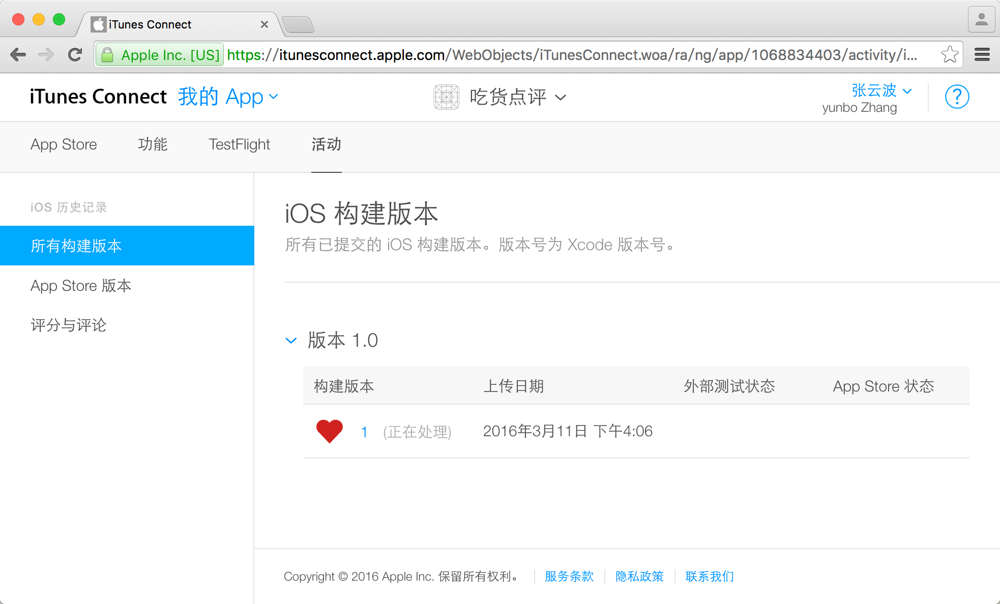 iTunes Connect
Apple Inc. [US] https://itunesconnect.apple.com/WebObjects/iTunesConnect.woa/ra/ng/app/1068834403/activity/i...
iTunes Connect 我的 App 吃货点评 张云波 ?
yunbo Zhang
App Store 功能 TestFlight 活动
iOS 历史记录
所有构建版本
App Store 版本
评分与评论
iOS 构建版本
所有已提交的 iOS 构建版本。版本号为 Xcode 版本号。
版本 1.0
构建版本 上传日期 外部测试状态 App Store 状态
1 (正在处理) 2016年3月11日 下午4:06
Copyright © 2016 Apple Inc. 保留所有权利。 服务条款 隐私政策 联系我们